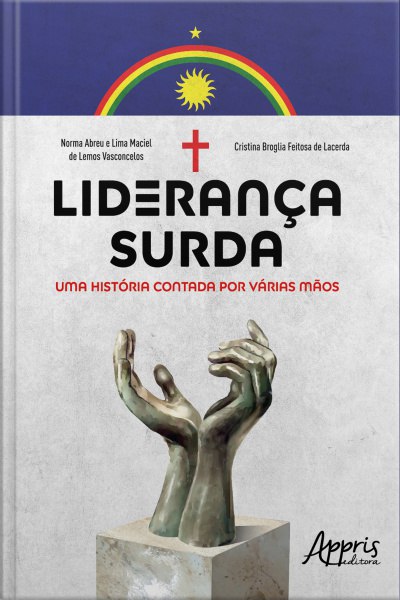 Norma Abreu e Lima Maciel
de Lemos Vasconcelos
Cristina Broglia Feitosa de Lacerda
LIDERANÇA
SURDA
UMA HISTÓRIA CONTADA POR VÁRIAS MÃOS
Appris
editora